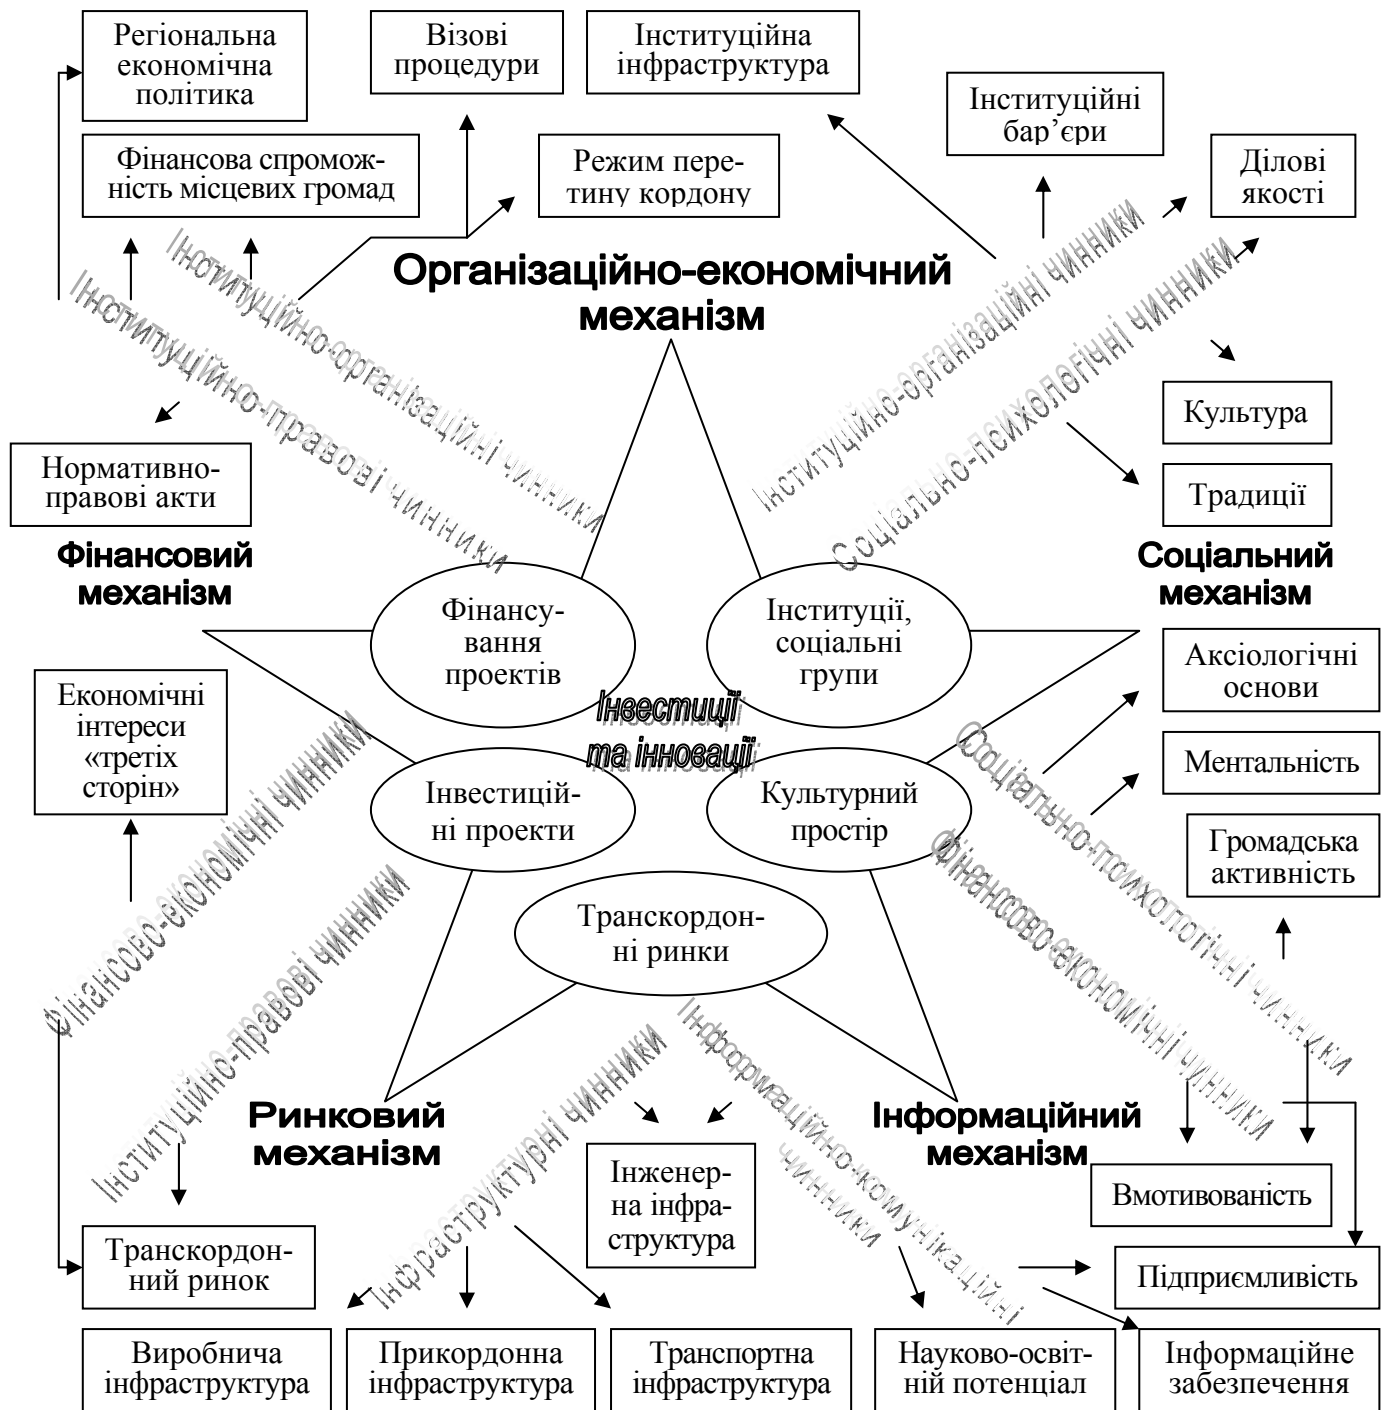 Регіональна
економічна
політика
Візові
процедури
Інституційна
інфраструктура
Інституційні
бар’єри
Фінансова спромож-
ність місцевих громад
Режим пере-
тину кордону
Ділові
якості
Інституційно-організаційні чинники
Інституційно-правові чинники
Організаційно-економічний
механізм
Інституційно-організаційні чинники
Соціально-психологічні чинники
Культура
Нормативно-
правові акти
Традиції
Фінансовий
механізм
Соціальний
механізм
Фінансу-
вання
проектів
Інституції,
соціальні
групи
Аксіологічні
основи
Економічні
інтереси
«третіх
сторін»
Інвестиції
та інновації
Ментальність
Інвестицій-
ні проекти
Культурний
простір
Громадська
активність
Фінансово-економічні чинники
Інституційно-правові чинники
Транскордон-
ні ринки
Соціально-психологічні чинники
Фінансово-економічні чинники
Ринковий
механізм
Інформаційний
механізм
Інфраструктурні чинники
Інформаційно-комунікаційні
чинники
Інженер-
на інфра-
структура
Вмотивованість
Транскордон-
ний ринок
Підприємливість
Виробнича
інфраструктура
Прикордонна
інфраструктура
Транспортна
інфраструктура
Науково-освіт-
ній потенціал
Інформаційне
забезпечення